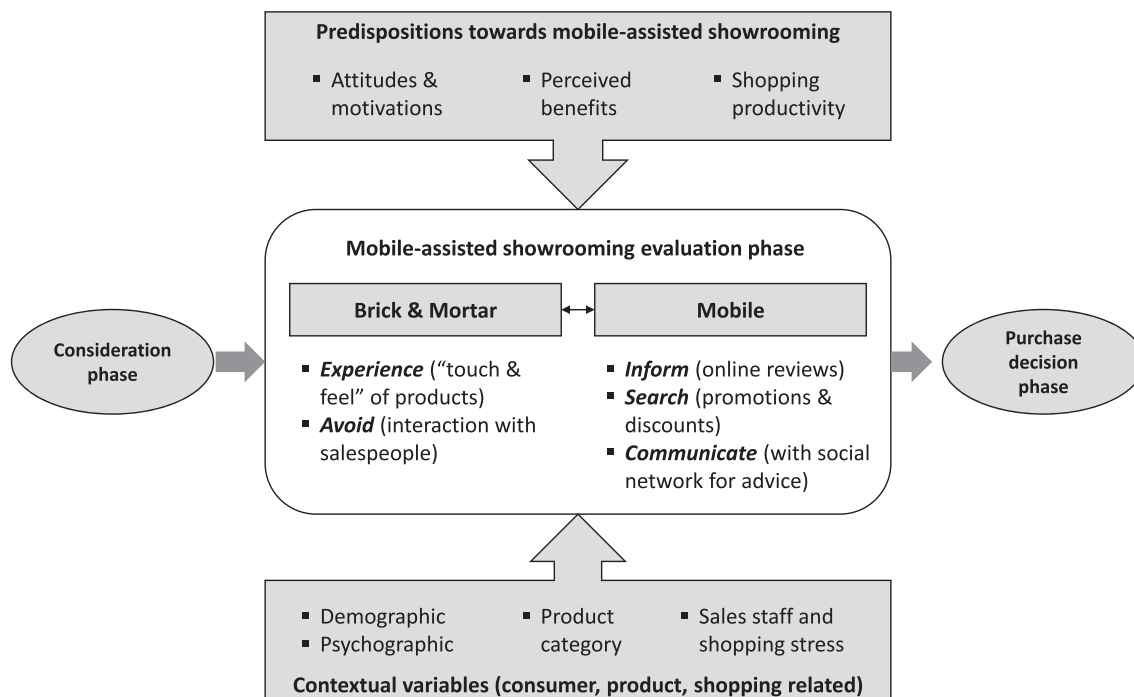 Predispositions towards mobile-assisted showrooming
▪ Attitudes &
motivations
▪ Perceived
benefits
▪ Shopping
productivity
Mobile-assisted showrooming evaluation phase
Brick & Mortar
Mobile
Consideration
phase
▪ Experience (“touch &
feel” of products)
▪ Avoid (interaction with
salespeople)
▪ Inform (online reviews)
▪ Search (promotions &
discounts)
▪ Communicate (with social
network for advice)
Purchase
decision
phase
▪ Demographic
▪ Psychographic
▪ Product
category
▪ Sales staff and
shopping stress
Contextual variables (consumer, product, shopping related)